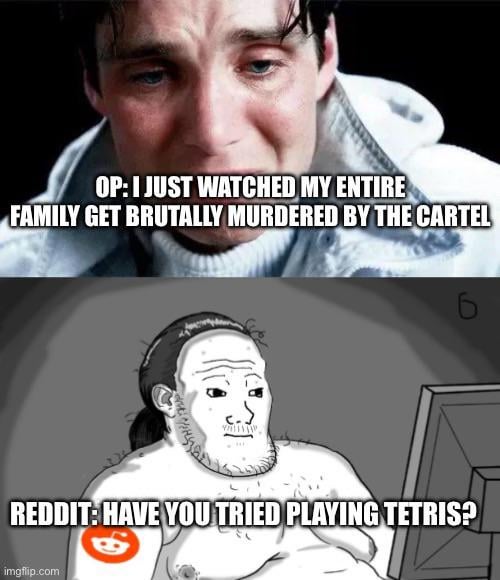 OP: I JUST WATCHED MY ENTIRE
FAMILY GET BRUTALLY MURDERED BY THE CARTEL
6
REDDIT: HAVE YOU TRIED PLAYING TETRIS?
imgflip.com